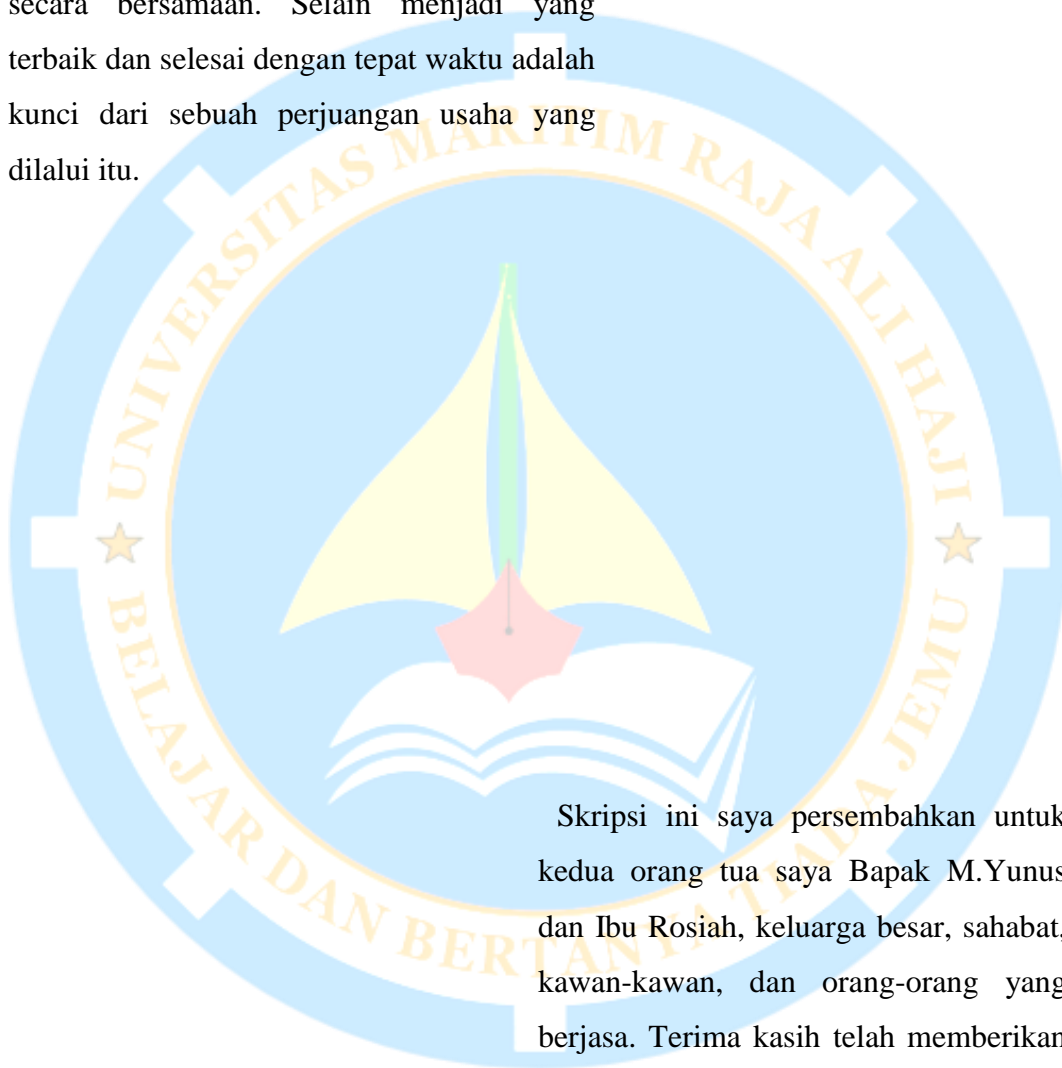 secara bersamaan. Selain menjadi yang
terbaik dan selesai dengan tepat waktu adalah
kunci dari sebuah perjuangan usaha yang
dilalui itu.
UNIVERSITAS MARITIM RAJA ALI HAJI
BELAJAR DAN BERTANYA TIADA JEMU
Skripsi ini saya persembahkan untuk
kedua orang tua saya Bapak M.Yunus
dan Ibu Rosiah, keluarga besar, sahabat,
kawan-kawan, dan orang-orang yang
berjasa. Terima kasih telah memberikan